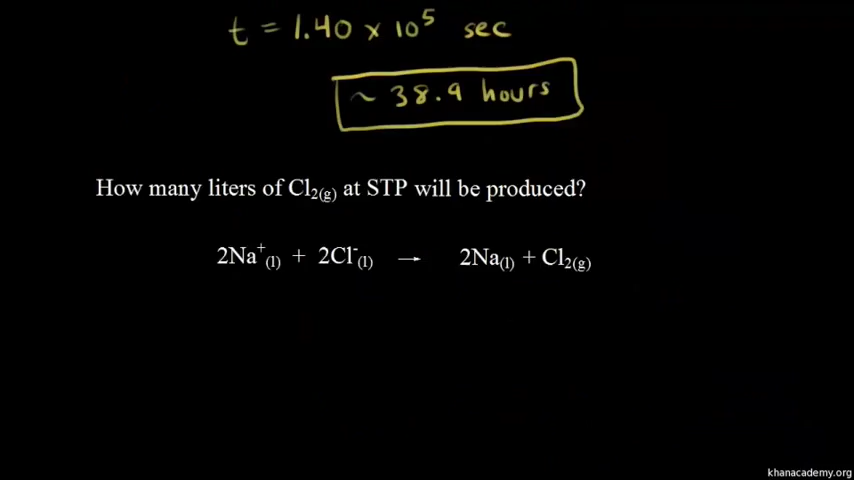 t = 1.40 x 10⁵ sec
~ 38.9 hours
How many liters of Cl₂₍g₎ at STP will be produced?
2Na⁺₍l₎ + 2Cl⁻₍l₎ → 2Na₍l₎ + Cl₂₍g₎
khanacademy.org